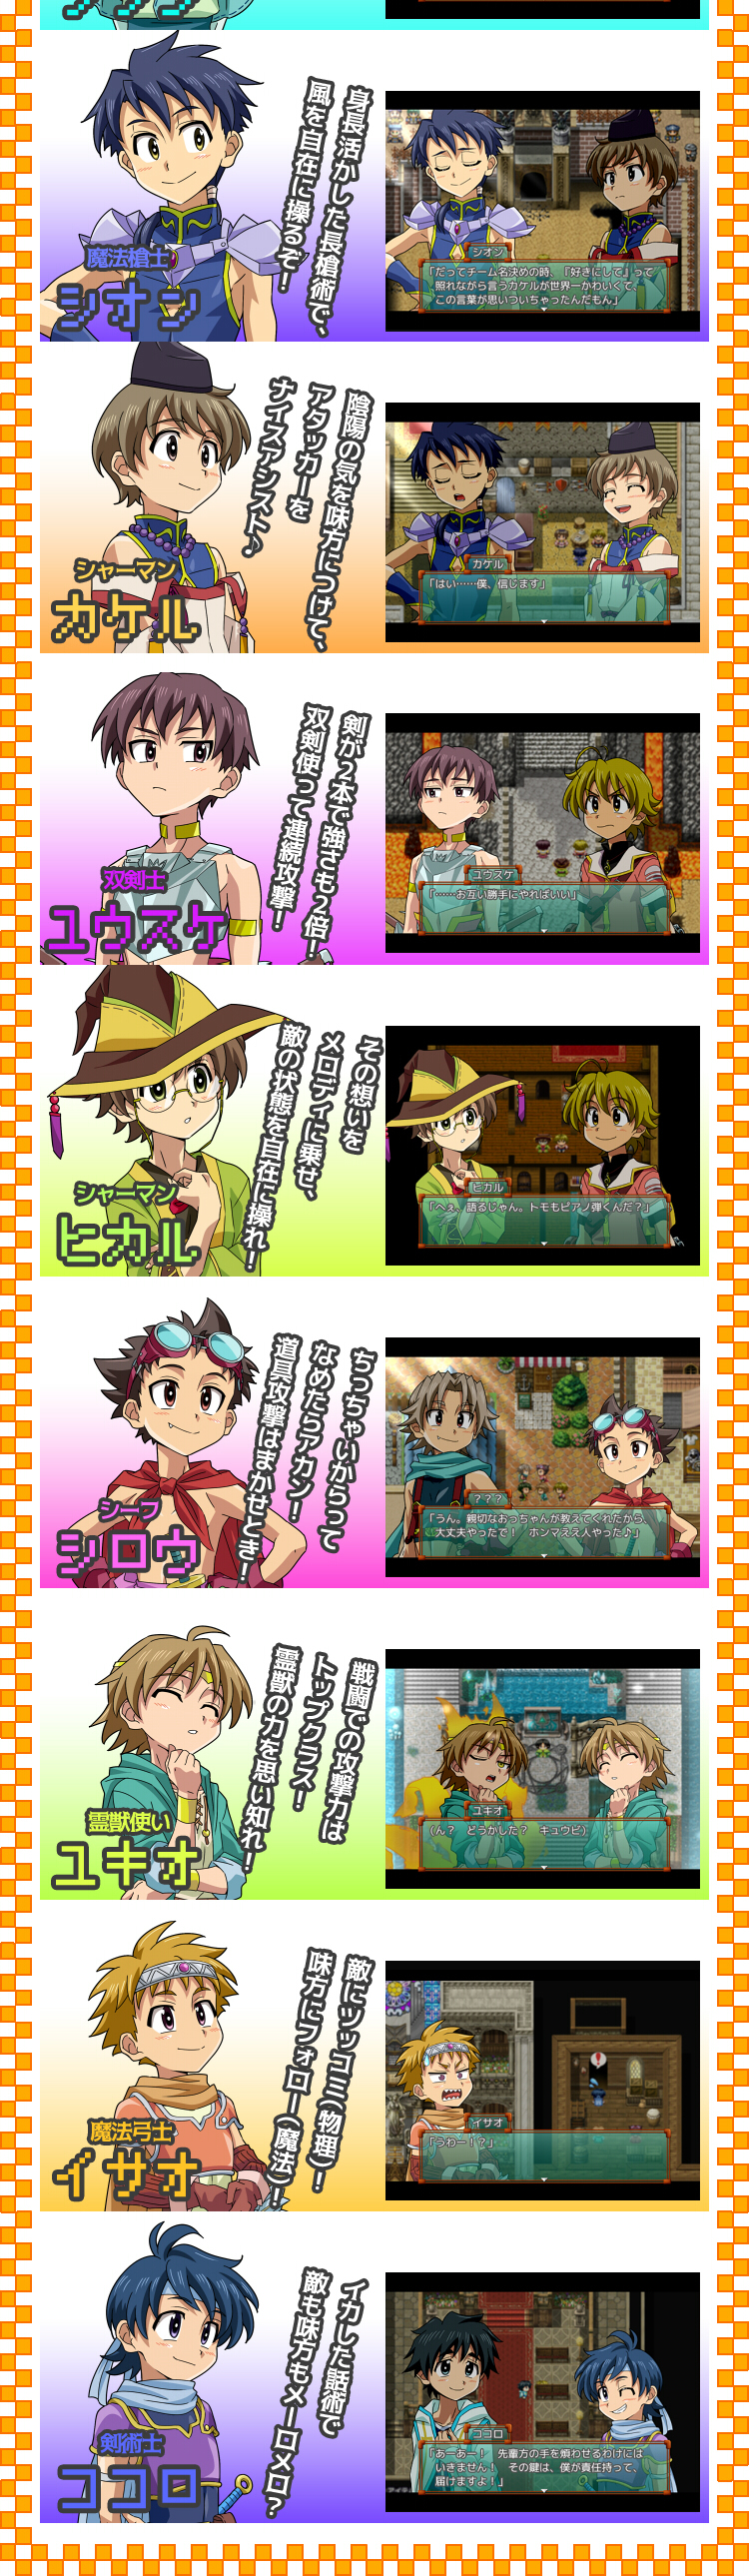 身長活かした長槍術で、
風を自在に操るぞ！
魔法槍士
シオン
シオン
「だってチーム名決めの時、『好きにして』って
照れながら言うカケルが世界一かわいくて、
この言葉が思いついちゃったんだもん」
陰陽の気を味方につけて、
アタッカーを
ナイスアシスト♪
シャーマン
カケル
カケル
「はい……僕、信じます」
剣が2本で強さも2倍！
双剣使って連続攻撃！
双剣士
ユウスケ
ユウスケ
「……お互い勝手にやればいい」
その想いを
メロディに乗せ、
敵の状態を自在に操れ！
シャーマン
ヒカル
ヒカル
「へぇ、語るじゃん。トモもピアノ弾くんだ？」
ちっちゃいからって
なめたらアカン！
道具攻撃はまかせとき！
シーフ
シロウ
？？？
「うん。親切なおっちゃんが教えてくれたから、
大丈夫やったで！　ホンマええ人やった♪」
戦闘での攻撃力は
トップクラス！
霊獣の力を思い知れ！
霊獣使い
ユキオ
ユキオ
（ん？　どうかした？　キュウビ）
敵にツッコミ（物理）！
味方にフォロー（魔法）！
魔法弓士
イサオ
イサオ
「うわー！？」
イカした話術で
敵も味方もメーロメロ？
剣術士
ココロ
ココロ
「あーあー！　先輩方の手を煩わせるわけには
いきません！　その鍵は、僕が責任持って、
届けますよ！」